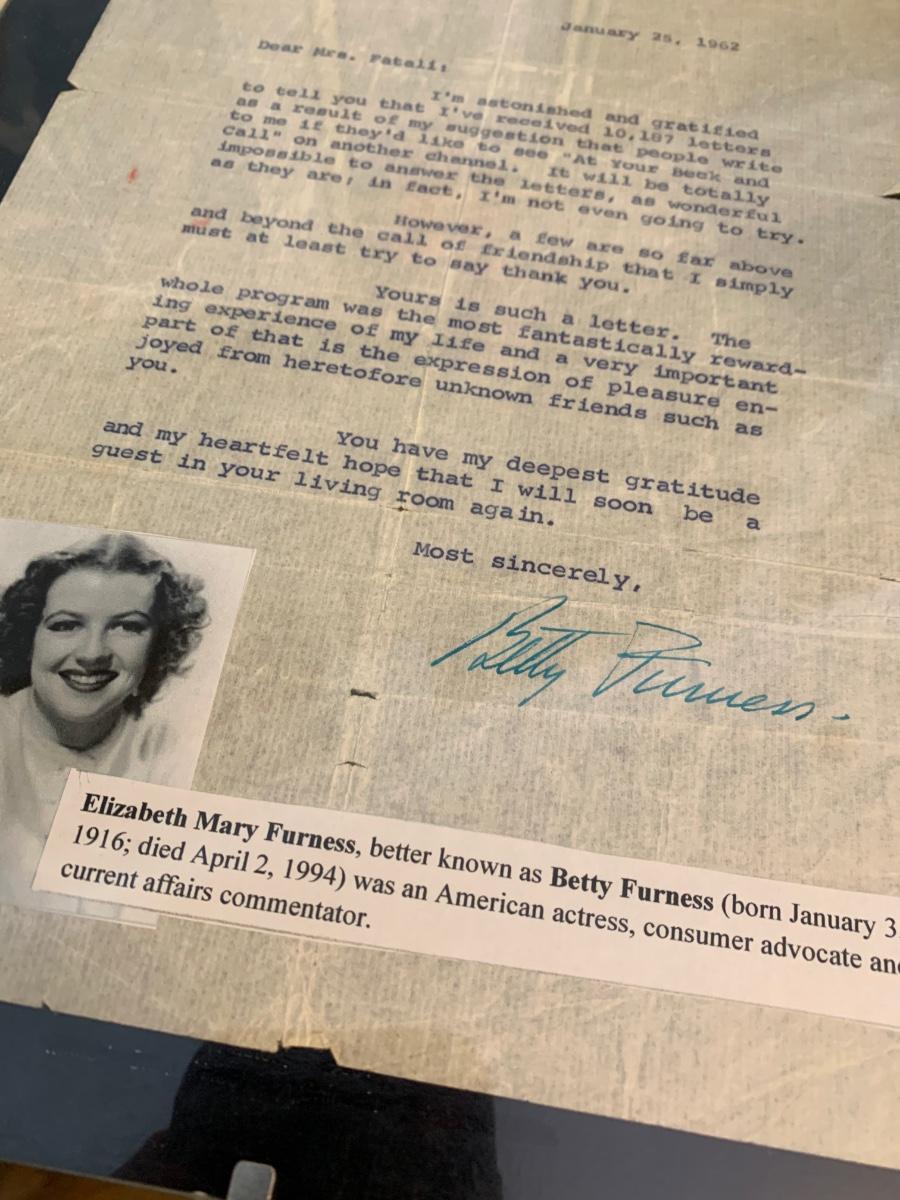 January 25, 1962
Dear Mrs. Patali:
I'm astonished and gratified
to tell you that I've received 10,187 letters
as a result of my suggestion that people write
to me if they'd like to see "At Your Beck and
Call" on another channel. It will be totally
impossible to answer the letters, as wonderful
as they are; in fact, I'm not even going to try.
However, a few are so far above
and beyond the call of friendship that I simply
must at least try to say thank you.
Yours is such a letter. The
whole program was the most fantastically reward-
ing experience of my life and a very important
part of that is the expression of pleasure en-
joyed from heretofore unknown friends such as
you.
You have my deepest gratitude
and my heartfelt hope that I will soon be a
guest in your living room again.
Most sincerely,
Betty Furness.
Elizabeth Mary Furness, better known as Betty Furness (born January 3
1916; died April 2, 1994) was an American actress, consumer advocate and
current affairs commentator.